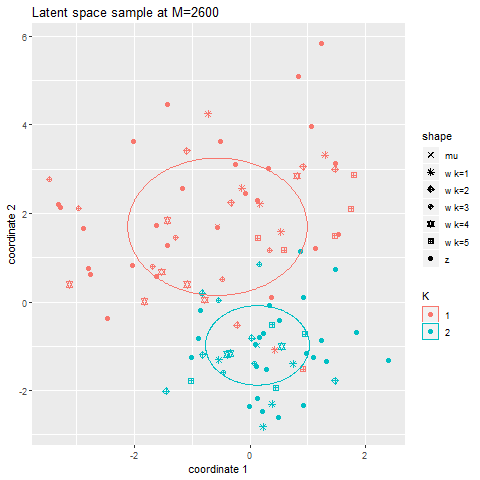 Latent space sample at M=2600
6
4
2
0
-2
-2
0
2
coordinate 1
coordinate 2
shape
mu
w k=1
w k=2
w k=3
w k=4
w k=5
z
K
1
2